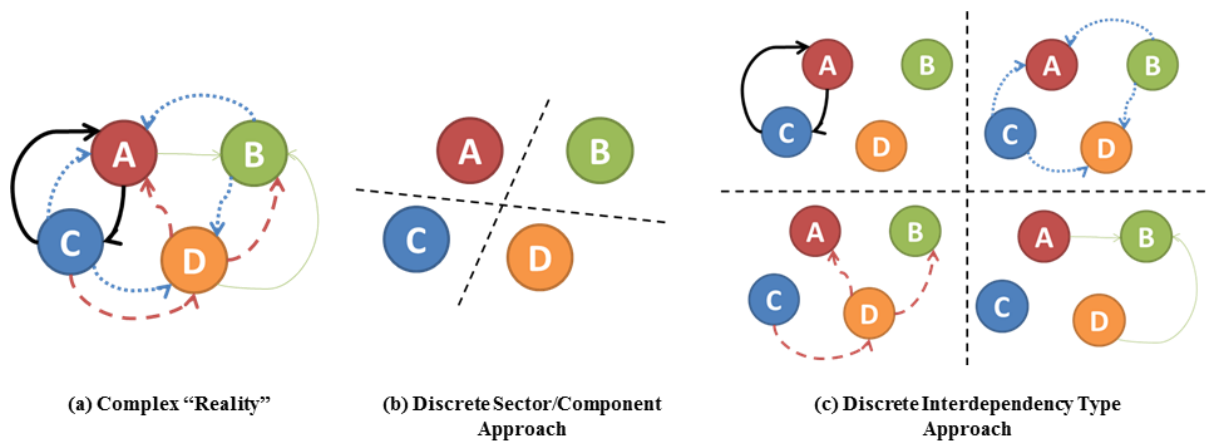 A
B
C
D
(a) Complex “Reality”
A
B
C
D
(b) Discrete Sector/Component
Approach
A
B
C
D
A
B
C
D
A
B
C
D
A
B
C
D
(c) Discrete Interdependency Type
Approach